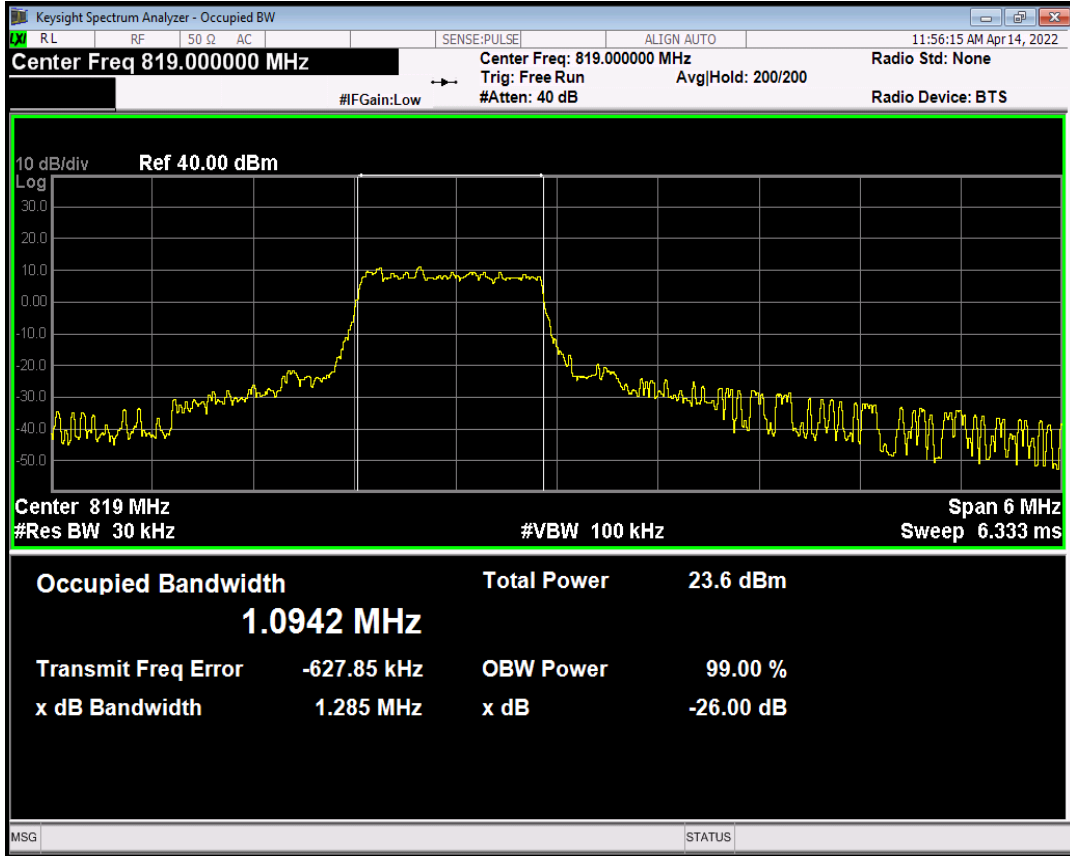 Keysight Spectrum Analyzer - Occupied BW
LXI RL RF 50 Ω AC SENSE:PULSE ALIGN AUTO 11:56:15 AM Apr 14, 2022
Center Freq 819.000000 MHz Center Freq: 819.000000 MHz Radio Std: None
Trig: Free Run Avg|Hold: 200/200
#IFGain:Low #Atten: 40 dB Radio Device: BTS
10 dB/div Ref 40.00 dBm
Log
30.0
20.0
10.0
0.00
-10.0
-20.0
-30.0
-40.0
-50.0
Center 819 MHz Span 6 MHz
#Res BW 30 kHz #VBW 100 kHz Sweep 6.333 ms
Occupied Bandwidth Total Power 23.6 dBm
1.0942 MHz
Transmit Freq Error -627.85 kHz OBW Power 99.00 %
x dB Bandwidth 1.285 MHz x dB -26.00 dB
MSG STATUS